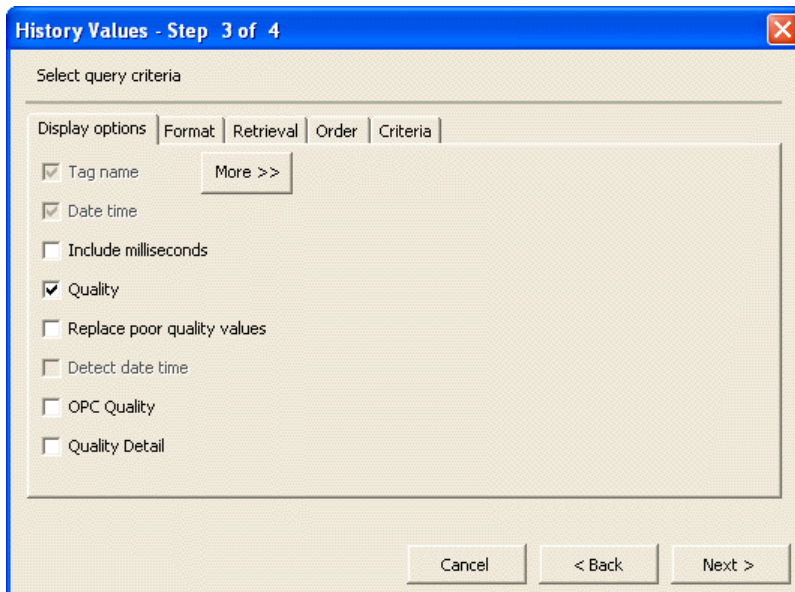 History Values - Step 3 of 4
Select query criteria
Display options Format Retrieval Order Criteria
Tag name More >>
Date time
Include milliseconds
Quality
Replace poor quality values
Detect date time
OPC Quality
Quality Detail
Cancel < Back Next >